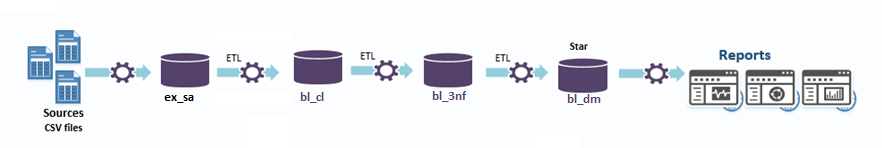 Sources
CSV files
ex_sa
ETL
bl_cl
ETL
bl_3nf
ETL
Star
bl_dm
Reports